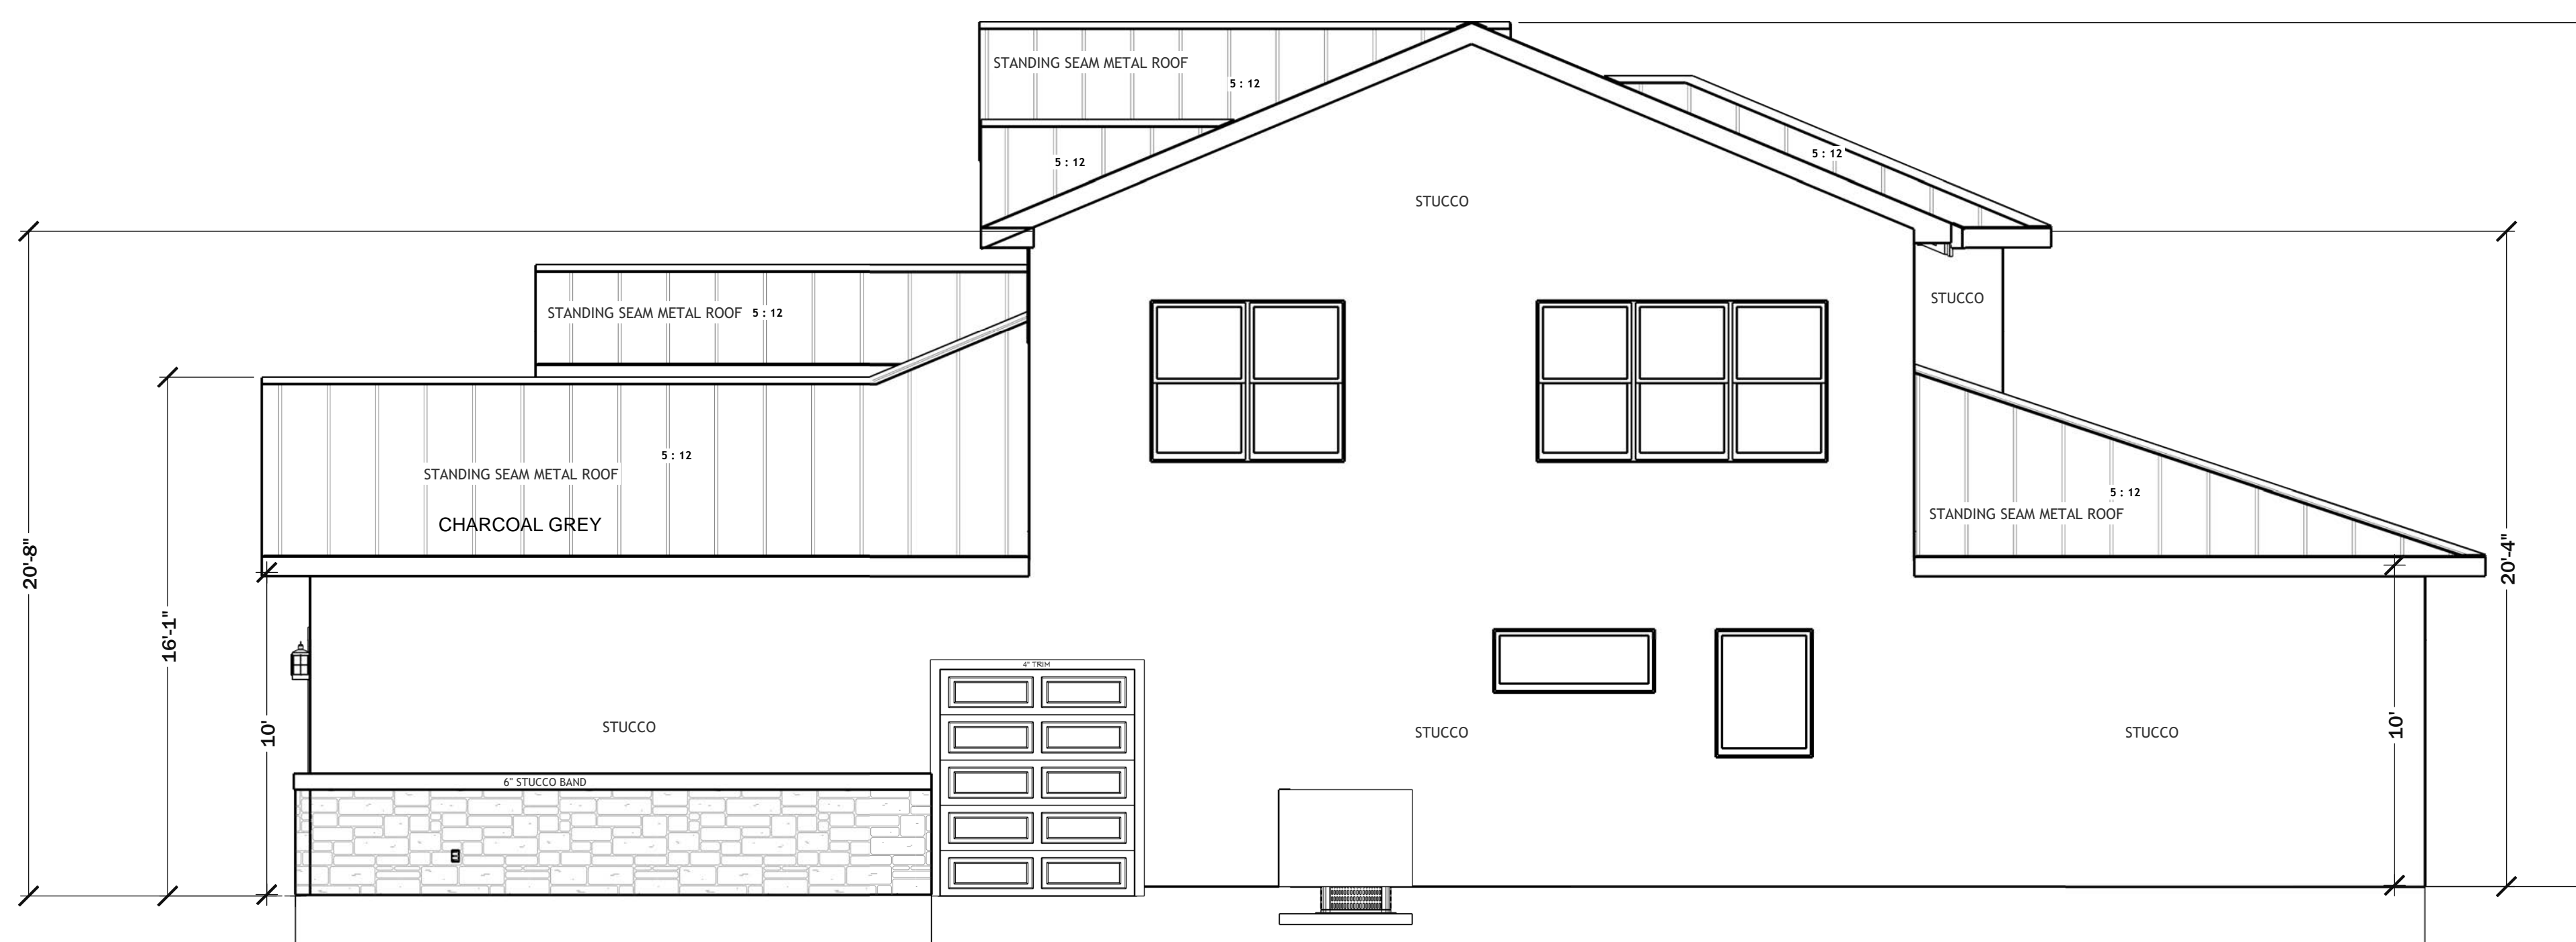 STANDING SEAM METAL ROOF
5 : 12
5 : 12
5 : 12
STUCCO
STANDING SEAM METAL ROOF 5 : 12
STUCCO
5 : 12
STANDING SEAM METAL ROOF
CHARCOAL GREY
5 : 12
STANDING SEAM METAL ROOF
20'-8"
16'-1"
10'
20'-4"
10'
4" TRIM
STUCCO
STUCCO
STUCCO
6" STUCCO BAND